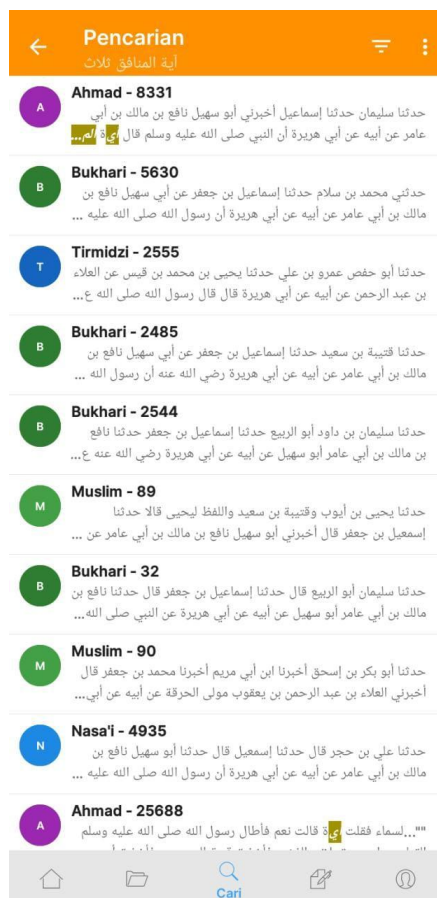 Pencarian
آية المنافق ثلاث
A
Ahmad - 8331
حدثنا سليمان حدثنا إسماعيل أخبرني أبو سهيل نافع بن مالك بن أبي
عامر عن أبيه عن أبي هريرة أن النبي صلى الله عليه وسلم قال آية الم...
B
Bukhari - 5630
حدثني محمد بن سلام حدثنا إسماعيل بن جعفر عن أبي سهيل نافع بن
مالك بن أبي عامر عن أبيه عن أبي هريرة أن رسول الله صلى الله عليه ...
T
Tirmidzi - 2555
حدثنا أبو حفص عمرو بن علي حدثنا يحيى بن محمد بن قيس عن العلاء
بن عبد الرحمن عن أبيه عن أبي هريرة قال قال رسول الله صلى الله ع...
B
Bukhari - 2485
حدثنا قتيبة بن سعيد حدثنا إسماعيل بن جعفر عن أبي سهيل نافع بن
مالك بن أبي عامر عن أبيه عن أبي هريرة رضي الله عنه أن رسول الله ...
B
Bukhari - 2544
حدثنا سليمان بن داود أبو الربيع حدثنا إسماعيل بن جعفر حدثنا نافع
بن مالك بن أبي عامر أبو سهيل عن أبيه عن أبي هريرة رضي الله عنه ع...
M
Muslim - 89
حدثنا يحيى بن أيوب وقتيبة بن سعيد واللفظ ليحيى قالا حدثنا
إسمعيل بن جعفر قال أخبرني أبو سهيل نافع بن مالك بن أبي عامر عن ...
B
Bukhari - 32
حدثنا سليمان أبو الربيع قال حدثنا إسماعيل بن جعفر قال حدثنا نافع بن
مالك بن أبي عامر أبو سهيل عن أبيه عن أبي هريرة عن النبي صلى الله...
M
Muslim - 90
حدثنا أبو بكر بن إسحق أخبرنا ابن أبي مريم أخبرنا محمد بن جعفر قال
أخبرني العلاء بن عبد الرحمن بن يعقوب مولى الحرقة عن أبيه عن أبي...
N
Nasa'i - 4935
حدثنا علي بن حجر قال حدثنا إسمعيل قال حدثنا أبو سهيل نافع بن
مالك بن أبي عامر عن أبيه عن أبي هريرة أن رسول الله صلى الله عليه ...
A
Ahmad - 25688
""...لسماء فقلت آية قالت نعم فأطال رسول الله صلى الله عليه وسلم
Cari